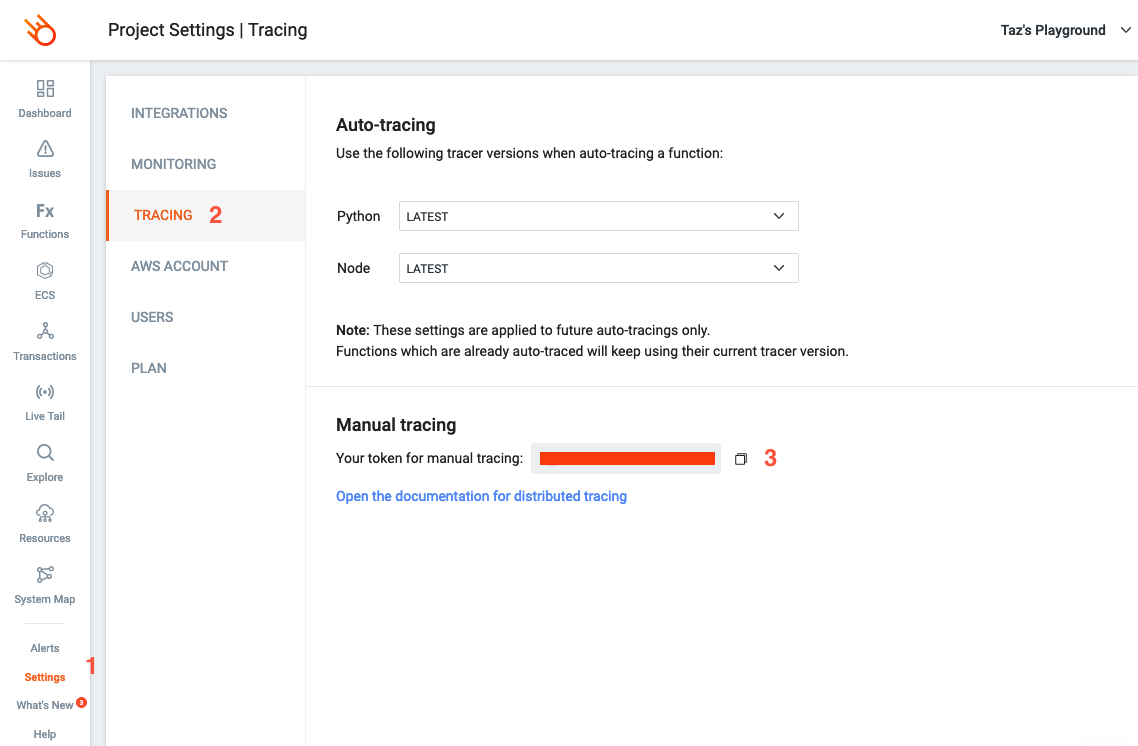 Project Settings | Tracing
Taz's Playground
Dashboard
Issues
Fx
Functions
ECS
Transactions
Live Tail
Explore
Resources
System Map
Alerts
Settings
1
What's New 3
Help
INTEGRATIONS
MONITORING
TRACING 2
AWS ACCOUNT
USERS
PLAN
Auto-tracing
Use the following tracer versions when auto-tracing a function:
Python LATEST
Node LATEST
Note: These settings are applied to future auto-tracings only.
Functions which are already auto-traced will keep using their current tracer version.
Manual tracing
Your token for manual tracing: 3
Open the documentation for distributed tracing